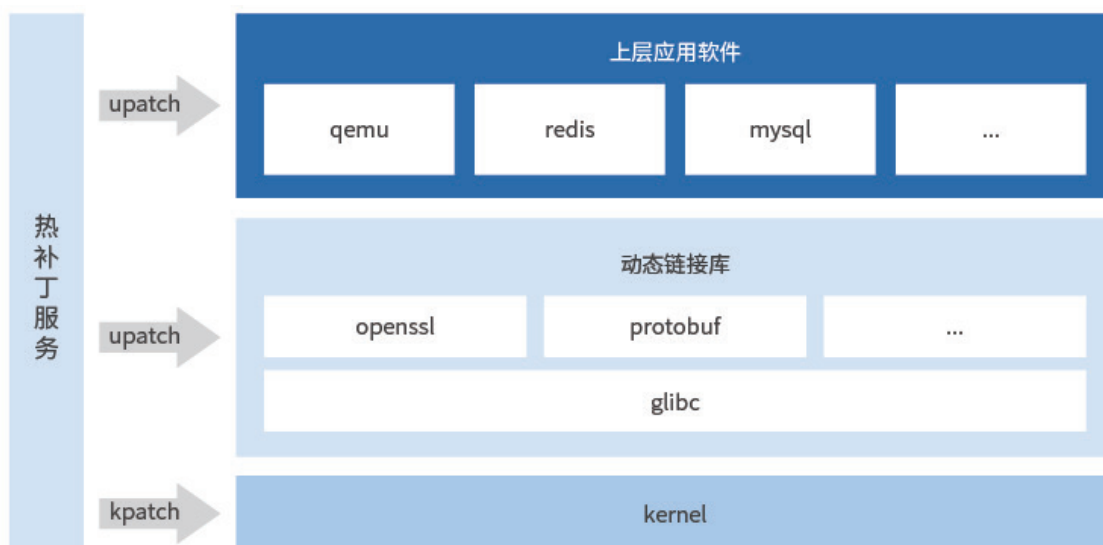 热补丁服务
upatch
上层应用软件
qemu
redis
mysql
...
upatch
动态链接库
openssl
protobuf
...
glibc
kpatch
kernel